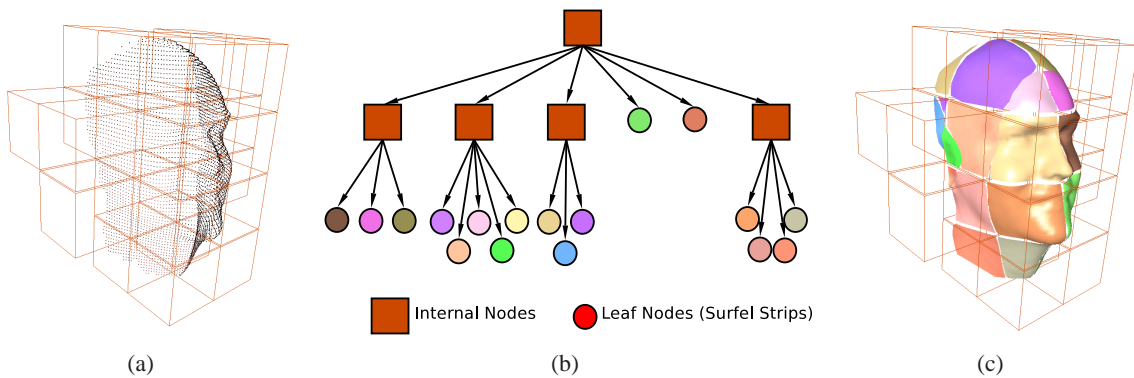 Internal Nodes
Leaf Nodes (Surfel Strips)
(a)
(b)
(c)